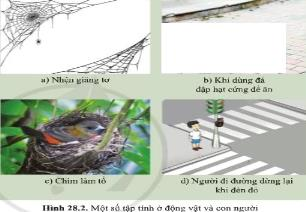 a) Nhện giăng tơ
b) Khỉ dùng đá
đập hạt cứng để ăn
c) Chim làm tổ
d) Người đi đường dừng lại
khi đèn đỏ
Hình 28.2. Một số tập tính ở động vật và con người